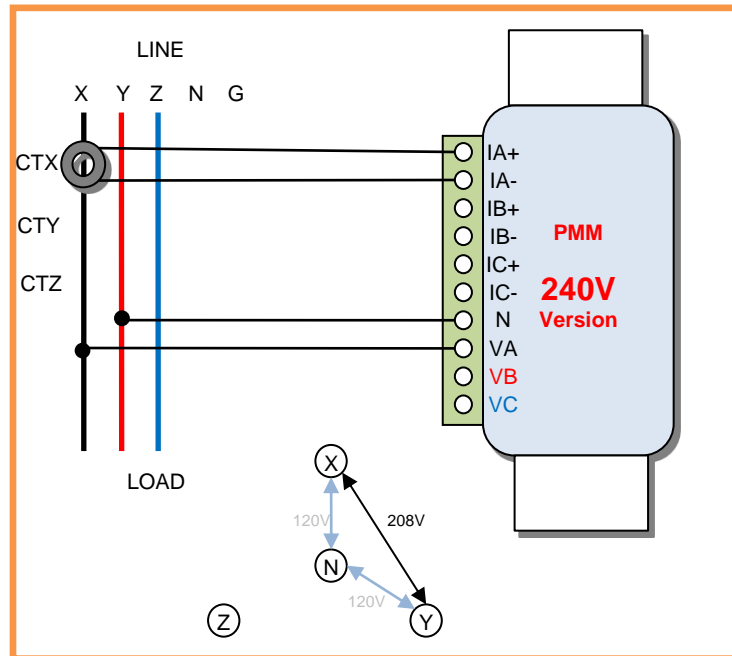 LINE
X Y Z N G
CTX
CTY
CTZ
IA+
IA-
IB+
IB-
IC+
IC-
N
VA
VB
VC
PMM
240V
Version
LOAD
X
120V
208V
N
120V
Z
Y